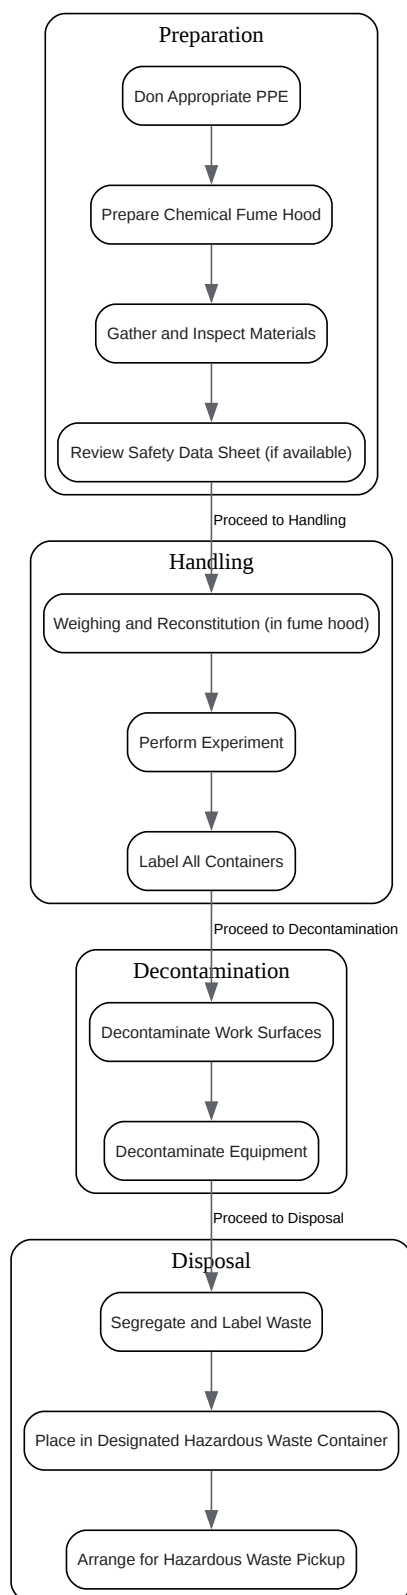 Preparation
Don Appropriate PPE
Prepare Chemical Fume Hood
Gather and Inspect Materials
Review Safety Data Sheet (if available)
Proceed to Handling
Handling
Weighing and Reconstitution (in fume hood)
Perform Experiment
Label All Containers
Proceed to Decontamination
Decontamination
Decontaminate Work Surfaces
Decontaminate Equipment
Proceed to Disposal
Disposal
Segregate and Label Waste
Place in Designated Hazardous Waste Container
Arrange for Hazardous Waste Pickup